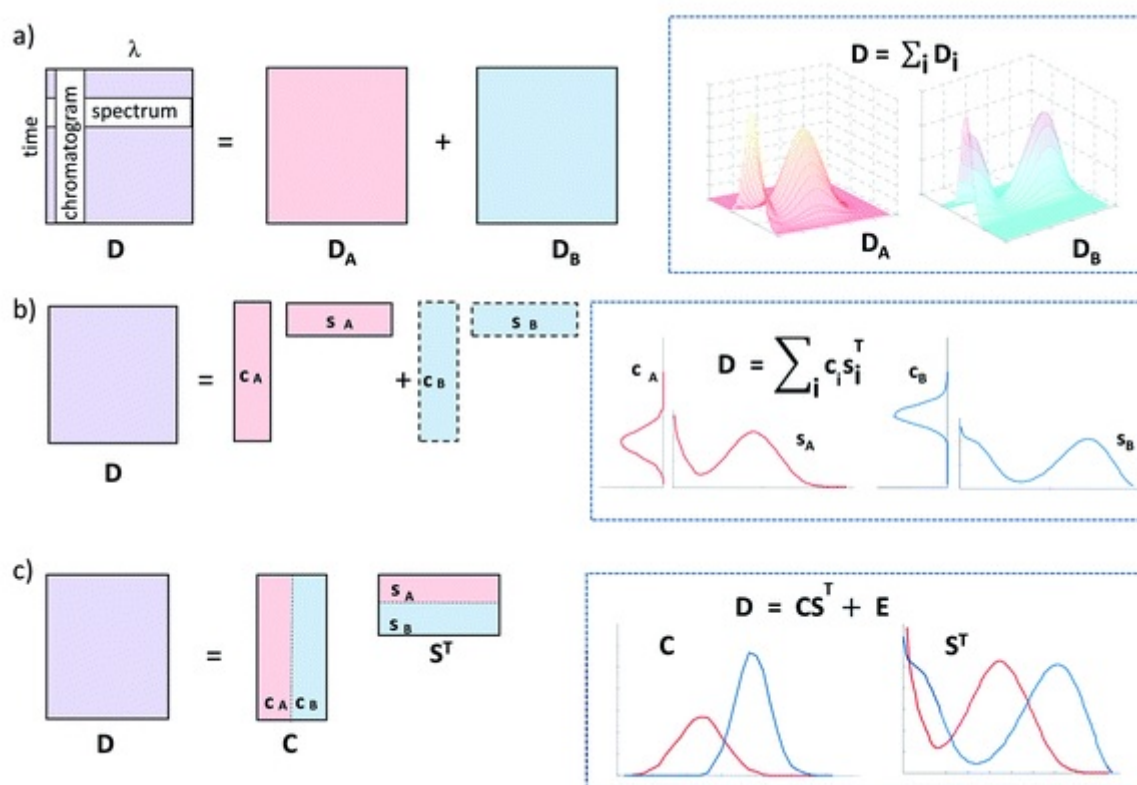 a)
λ
time
chromatogram
spectrum
=
+
D
D_A
D_B
D = ∑_i D_i
D_A
D_B
b)
=
c_A
s_A
+
c_B
s_B
D
D = ∑_i c_i s_i^T
c_A
s_A
c_B
s_B
c)
=
c_A c_B
s_A
s_B
S^T
D
C
D = CS^T + E
C
S^T